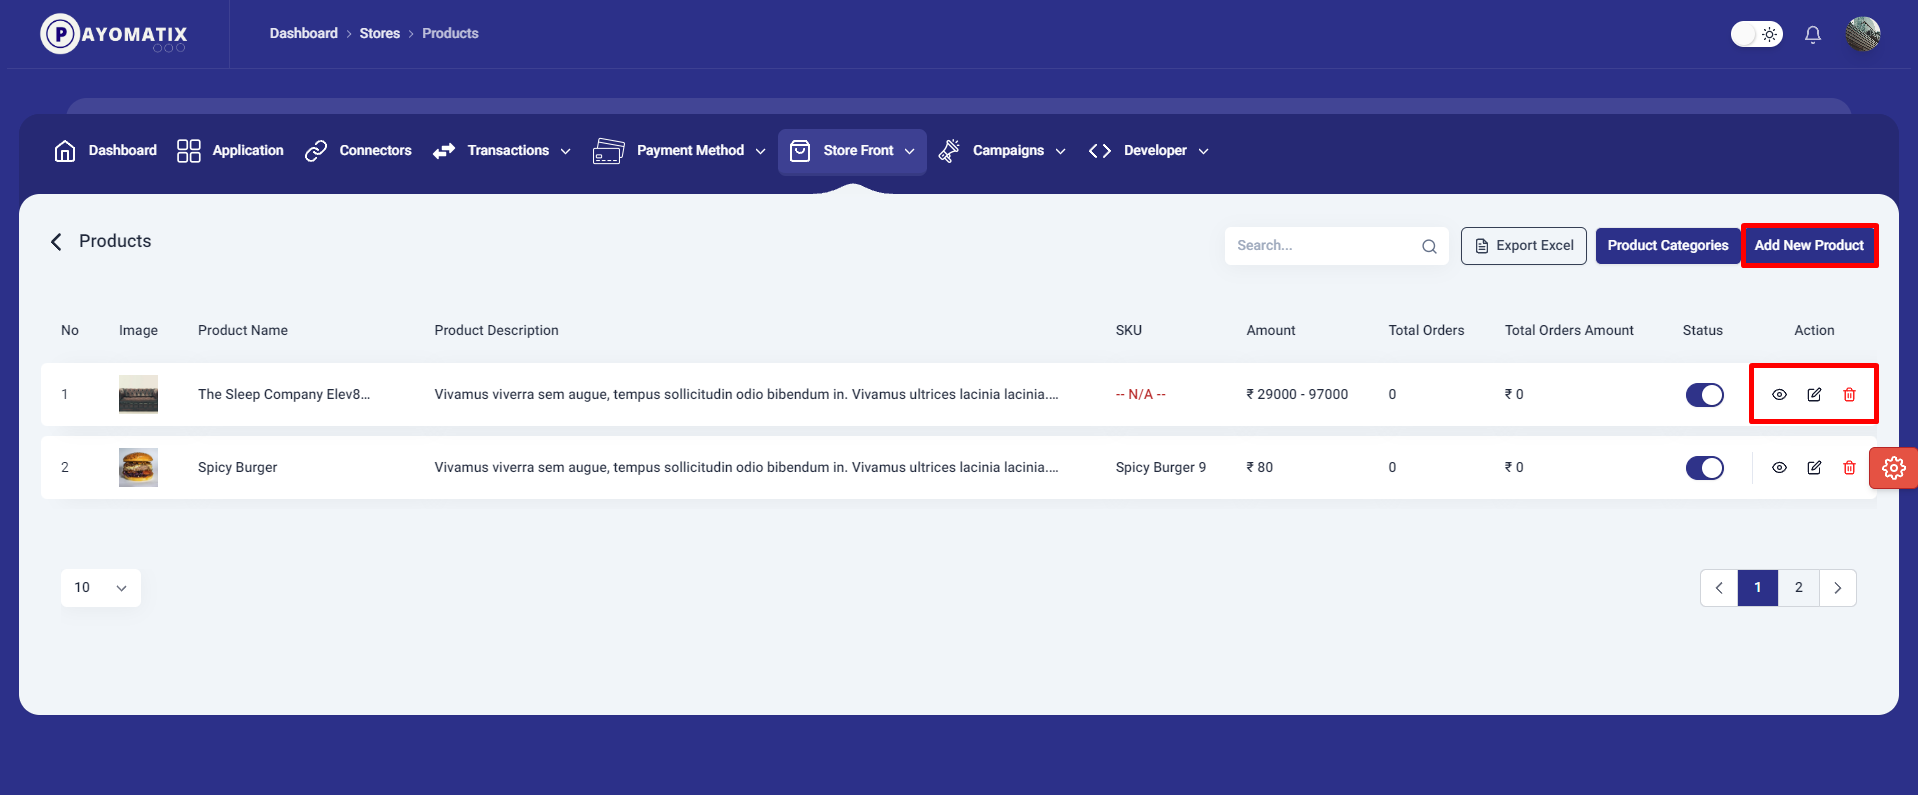 PAYOMATIX
Dashboard > Stores > Products
Dashboard Application Connectors Transactions Payment Method Store Front Campaigns Developer
Products
Search... Export Excel Product Categories Add New Product
No Image Product Name Product Description SKU Amount Total Orders Total Orders Amount Status Action
1 The Sleep Company Elev8... Vivamus viverra sem augue, tempus sollicitudin odio bibendum in. Vivamus ultrices lacinia lacinia.... -- N/A -- ₹ 29000 - 97000 0 ₹ 0
2 Spicy Burger Vivamus viverra sem augue, tempus sollicitudin odio bibendum in. Vivamus ultrices lacinia lacinia.... Spicy Burger 9 ₹ 80 0 ₹ 0
10 < 1 2 >